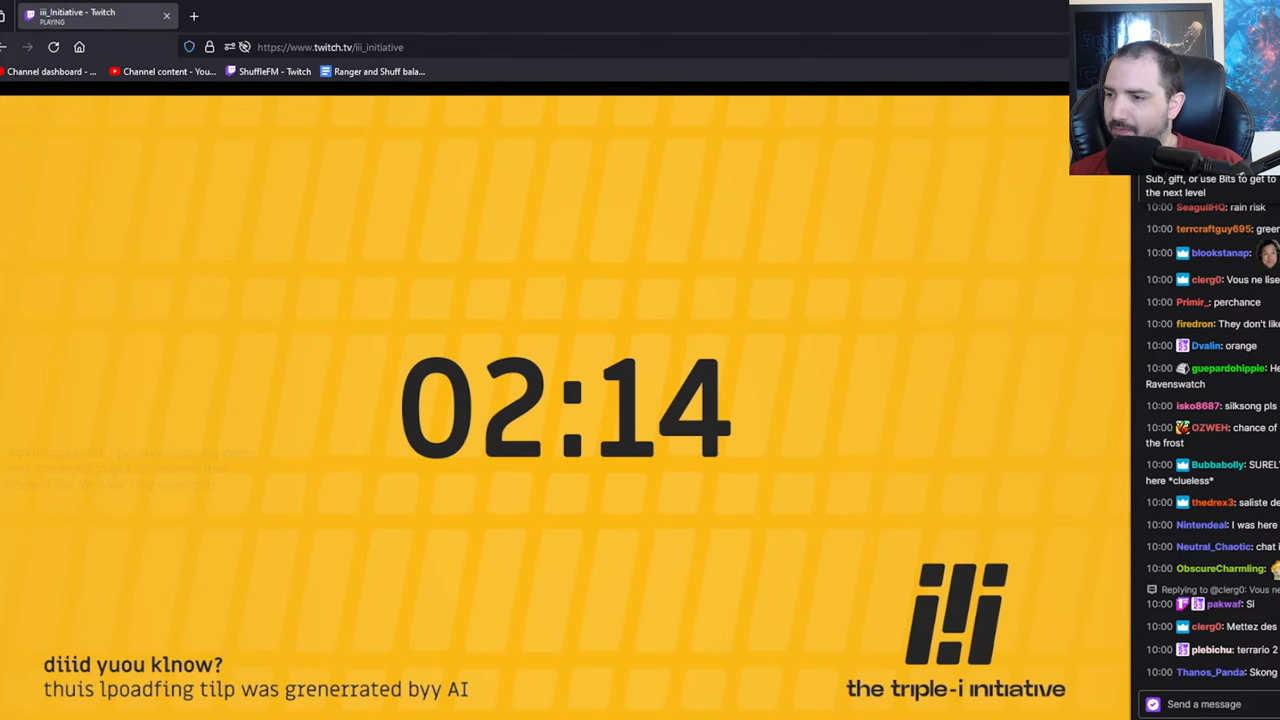 iii_Initiative - Twitch
PLAYING
https://www.twitch.tv/iii_initiative
Channel dashboard - ...
Channel content - You...
ShuffleFM - Twitch
Ranger and Shuff bala...
02:14
diiid yuou klnow?
thuis lpoadfing tilp was grenerrated byy AI
the triple-i initiative
Sub, gift, or use Bits to get to
the next level
10:00 SeagullHQ: rain risk
10:00 terrcraftguy695: green
10:00 blookstanap:
10:00 clerg0: Vous ne lise
10:00 Primir_: perchance
10:00 firedron: They don't like
10:00 Dvalin: orange
10:00 guepardohippie: He
Ravenswatch
10:00 isko8687: silksong pls
10:00 OZWEH: chance of
the frost
10:00 Bubbabolly: SURELY
here *clueless*
10:00 thedrex3: saliste de
10:00 Nintendeal: I was here
10:00 Neutral_Chaotic: chat i
10:00 ObscureCharmling:
Replying to @clerg0: Vous ne
10:00 pakwaf: Si
10:00 clerg0: Mettez des
10:00 plebichu: terrario 2
10:00 Thanos_Panda: Skong
Send a message